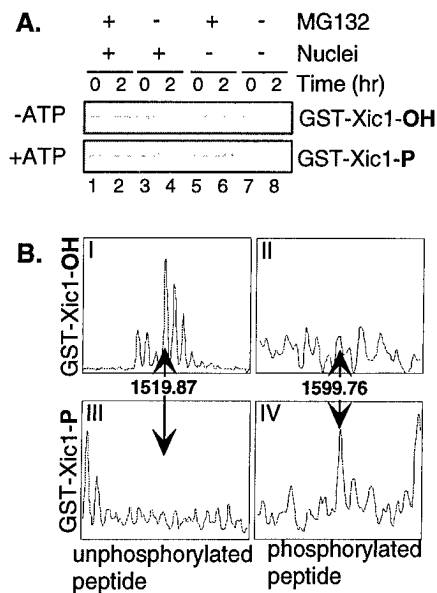 A.
+ - + - MG132
+ + - - Nuclei
0 2 0 2 0 2 0 2 Time (hr)
-ATP GST-Xic1-OH
+ATP GST-Xic1-P
1 2 3 4 5 6 7 8
B.
GST-Xic1-OH
I II
1519.87 1599.76
GST-Xic1-P
III IV
unphosphorylated phosphorylated
peptide peptide